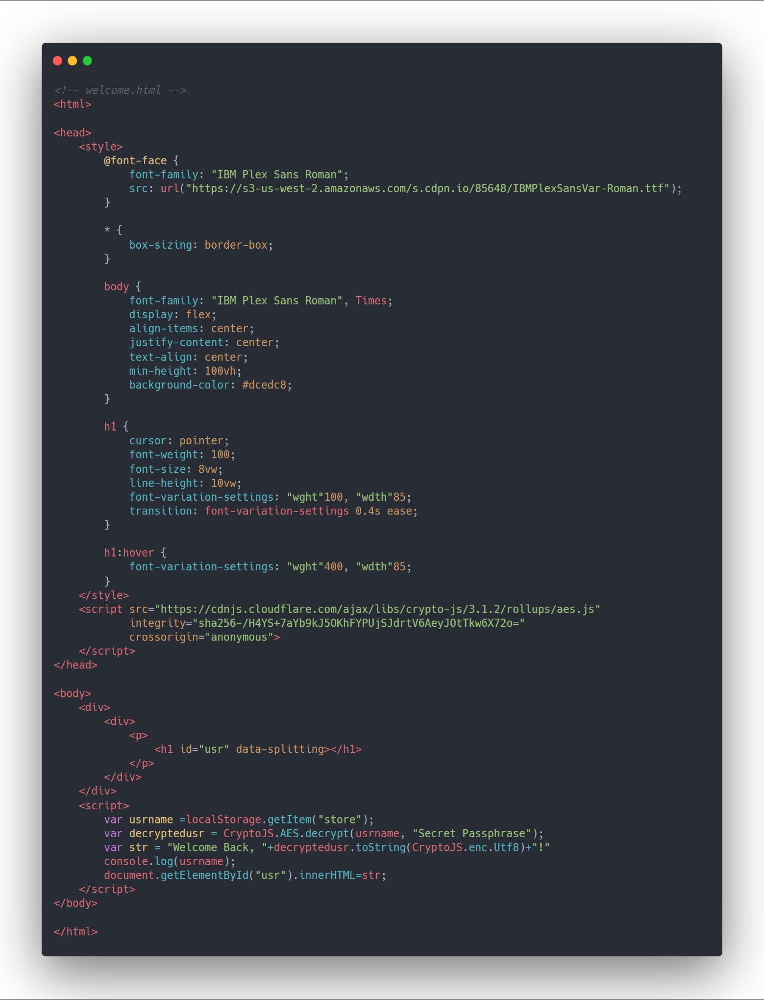 <!-- welcome.html -->
<html>

<head>
    <style>
        @font-face {
            font-family: "IBM Plex Sans Roman";
            src: url("https://s3-us-west-2.amazonaws.com/s.cdpn.io/85648/IBMPlexSansVar-Roman.ttf");
        }

        * {
            box-sizing: border-box;
        }

        body {
            font-family: "IBM Plex Sans Roman", Times;
            display: flex;
            align-items: center;
            justify-content: center;
            text-align: center;
            min-height: 100vh;
            background-color: #dcedc8;
        }

        h1 {
            cursor: pointer;
            font-weight: 100;
            font-size: 8vw;
            line-height: 10vw;
            font-variation-settings: "wght"100, "wdth"85;
            transition: font-variation-settings 0.4s ease;
        }

        h1:hover {
            font-variation-settings: "wght"400, "wdth"85;
        }
    </style>
    <script src="https://cdnjs.cloudflare.com/ajax/libs/crypto-js/3.1.2/rollups/aes.js"
            integrity="sha256-/H4YS+7aYb9kJ5OKhFYPUjSJdrtV6AeyJOtTkw6X72o="
            crossorigin="anonymous">
    </script>
</head>

<body>
    <div>
        <div>
            <p>
                <h1 id="usr" data-splitting></h1>
            </p>
        </div>
    </div>
    <script>
        var usrname =localStorage.getItem("store");
        var decryptedusr = CryptoJS.AES.decrypt(usrname, "Secret Passphrase");
        var str = "Welcome Back, "+decryptedusr.toString(CryptoJS.enc.Utf8)+"!"
        console.log(usrname);
        document.getElementById("usr").innerHTML=str;
    </script>
</body>

</html>